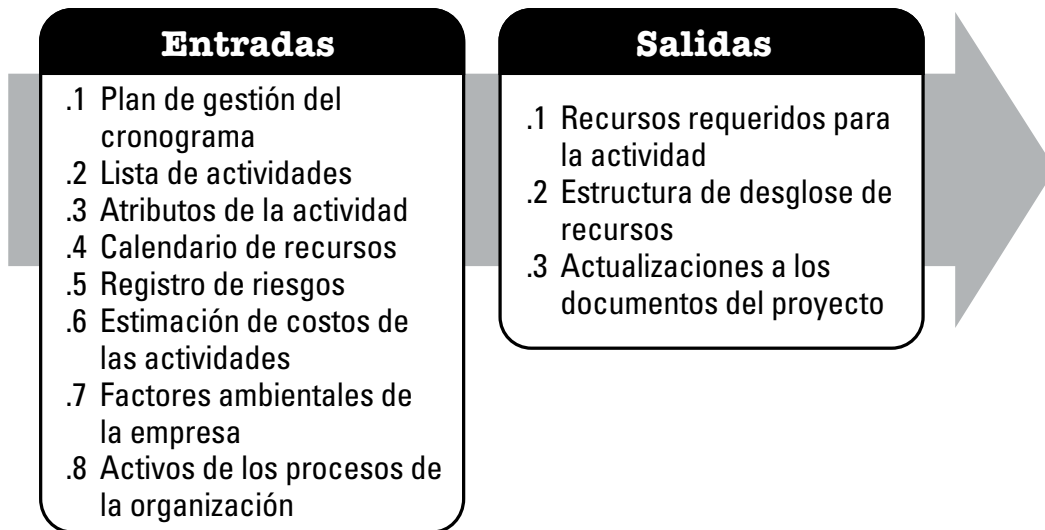 Entradas
.1 Plan de gestión del
cronograma
.2 Lista de actividades
.3 Atributos de la actividad
.4 Calendario de recursos
.5 Registro de riesgos
.6 Estimación de costos de
las actividades
.7 Factores ambientales de
la empresa
.8 Activos de los procesos de
la organización
Salidas
.1 Recursos requeridos para
la actividad
.2 Estructura de desglose de
recursos
.3 Actualizaciones a los
documentos del proyecto